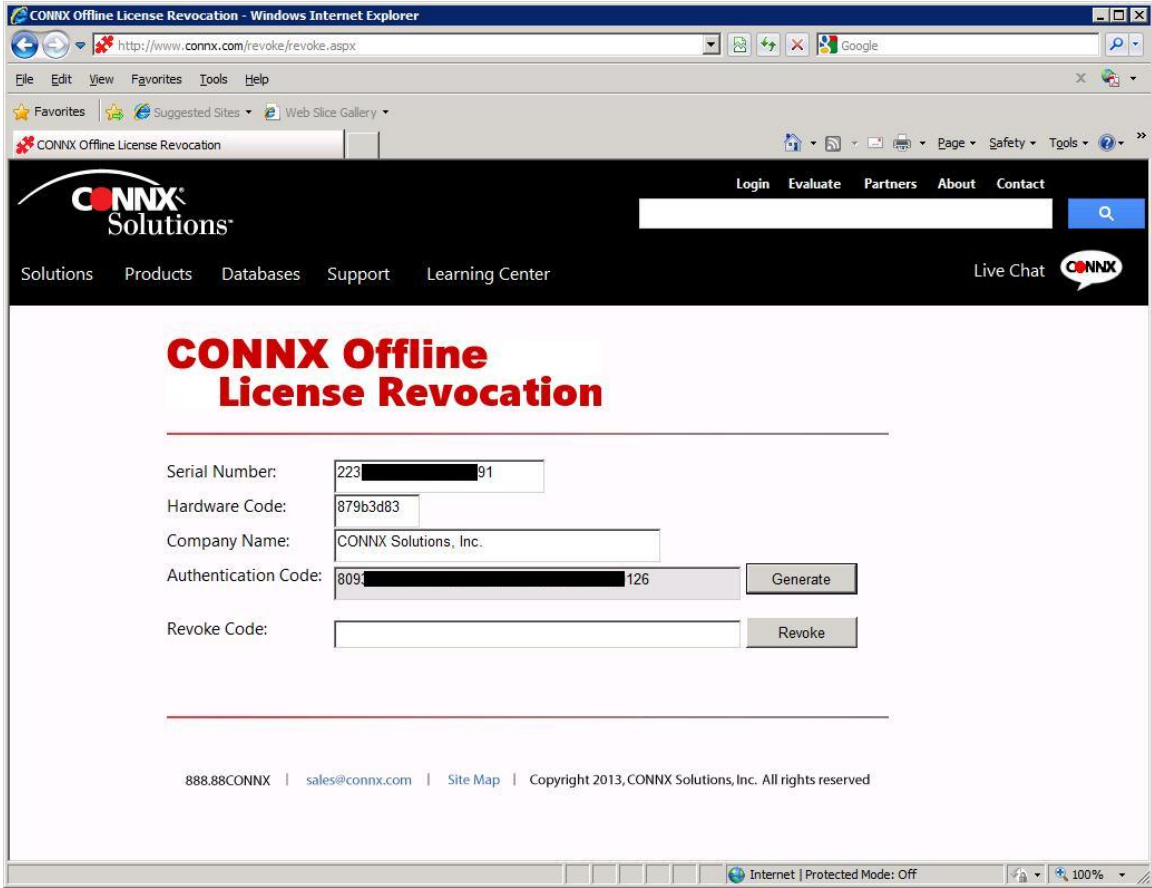 CONNX Offline License Revocation - Windows Internet Explorer
http://www.connx.com/revoke/revoke.aspx
Google
File Edit View Favorites Tools Help
Favorites Suggested Sites Web Slice Gallery
CONNX Offline License Revocation
Page Safety Tools
CONNX
Solutions
Login Evaluate Partners About Contact
Solutions Products Databases Support Learning Center
Live Chat CONNX
CONNX Offline
License Revocation
Serial Number: 223 91
Hardware Code: 879b3d83
Company Name: CONNX Solutions, Inc.
Authentication Code: 809 126 Generate
Revoke Code: Revoke
888.88CONNX | sales@connx.com | Site Map | Copyright 2013, CONNX Solutions, Inc. All rights reserved
Internet | Protected Mode: Off 100%